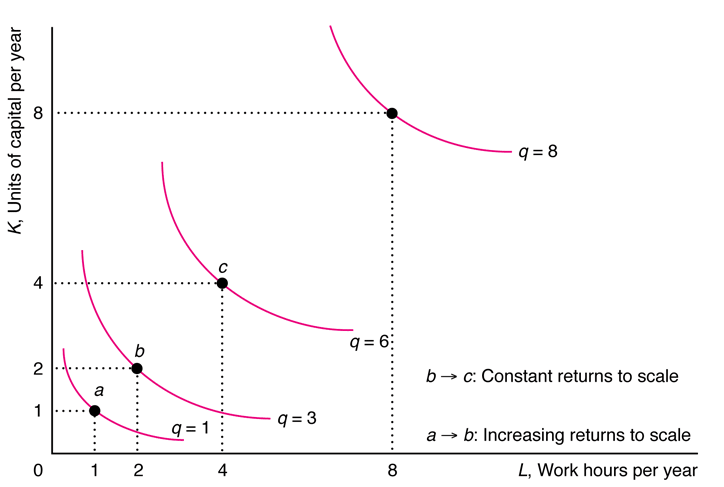 K, Units of capital per year
8
q = 8
c
4
q = 6
b
2
b → c: Constant returns to scale
a
1
q = 3
q = 1
a → b: Increasing returns to scale
0 1 2 4 8 L, Work hours per year